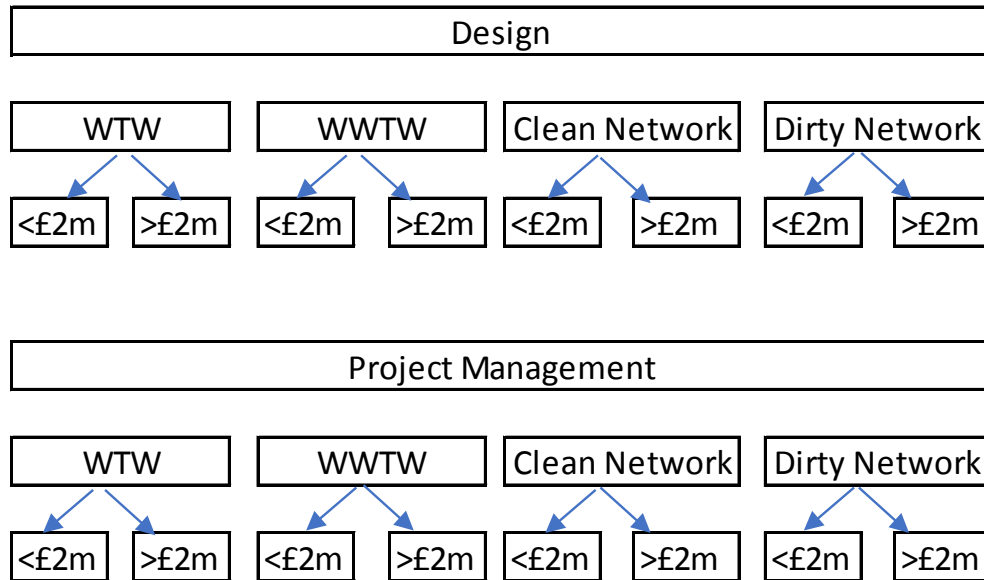 Design
WTW WWTW Clean Network Dirty Network
<£2m >£2m <£2m >£2m <£2m >£2m <£2m >£2m
Project Management
WTW WWTW Clean Network Dirty Network
<£2m >£2m <£2m >£2m <£2m >£2m <£2m >£2m